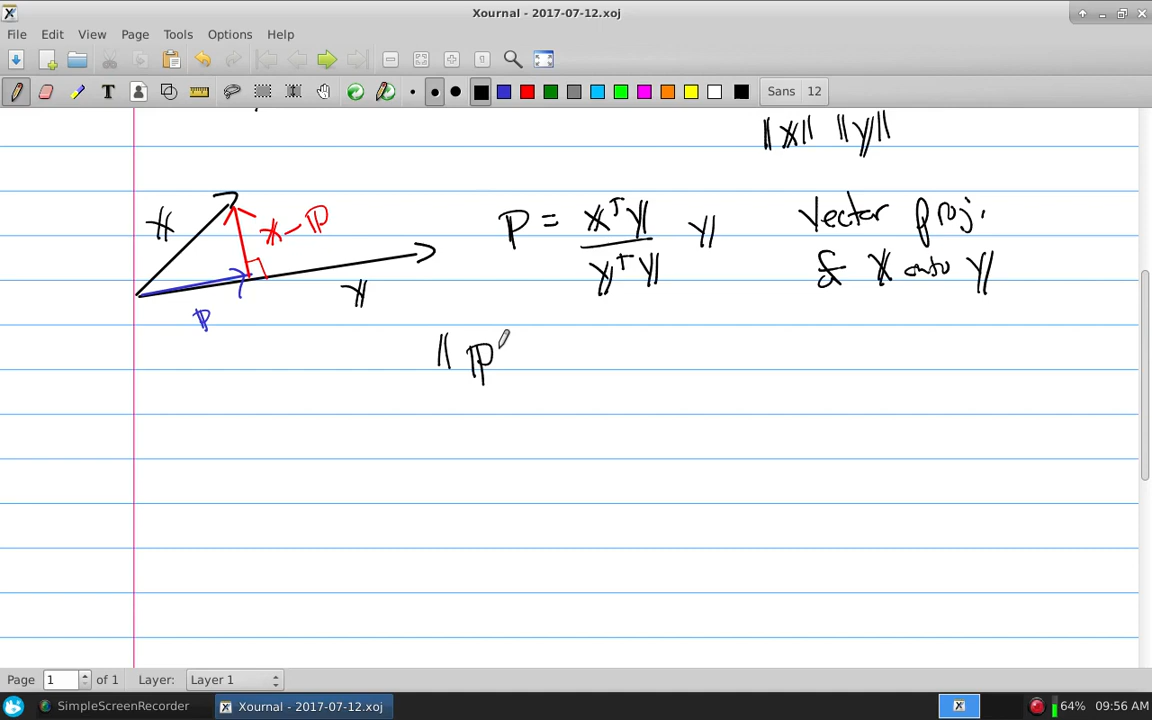 Xournal - 2017-07-12.xoj
File Edit View Page Tools Options Help
Sans 12
‖x‖ ‖y‖
x
x - p
y
p
p = xᵀy / yᵀy y
Vector proj.
of x onto y
‖ p
Page 1 of 1 Layer: Layer 1
SimpleScreenRecorder Xournal - 2017-07-12.xoj 64% 09:56 AM